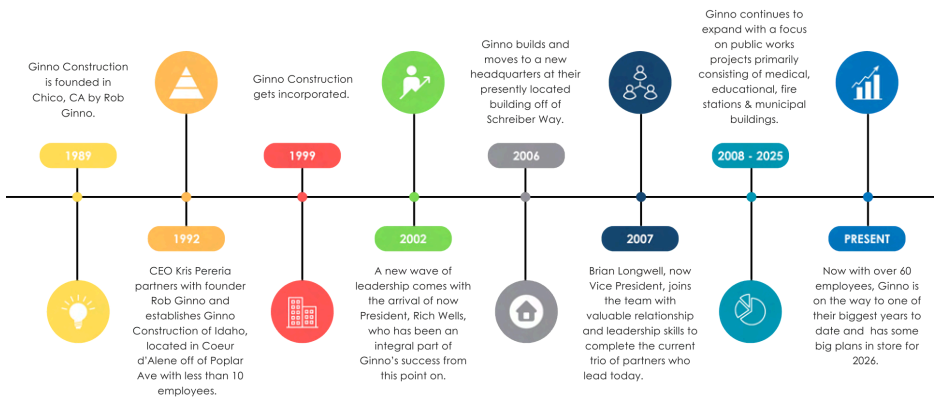 Ginno Construction
is founded in
Chico, CA by Rob
Ginno.
1989
1992
CEO Kris Pereria
partners with founder
Rob Ginno and
establishes Ginno
Construction of Idaho,
located in Coeur
d'Alene off of Poplar
Ave with less than 10
employees.
Ginno Construction
gets incorporated.
1999
2002
A new wave of
leadership comes with
the arrival of now
President, Rich Wells,
who has been an
integral part of
Ginno's success from
this point on.
Ginno builds and
moves to a new
headquarters at their
presently located
building off of
Schreiber Way.
2006
2007
Brian Longwell, now
Vice President, joins
the team with
valuable relationship
and leadership skills to
complete the current
trio of partners who
lead today.
Ginno continues to
expand with a focus
on public works
projects primarily
consisting of medical,
educational, fire
stations & municipal
buildings.
2008 - 2025
PRESENT
Now with over 60
employees, Ginno is
on the way to one of
their biggest years to
date and has some
big plans in store for
2026.